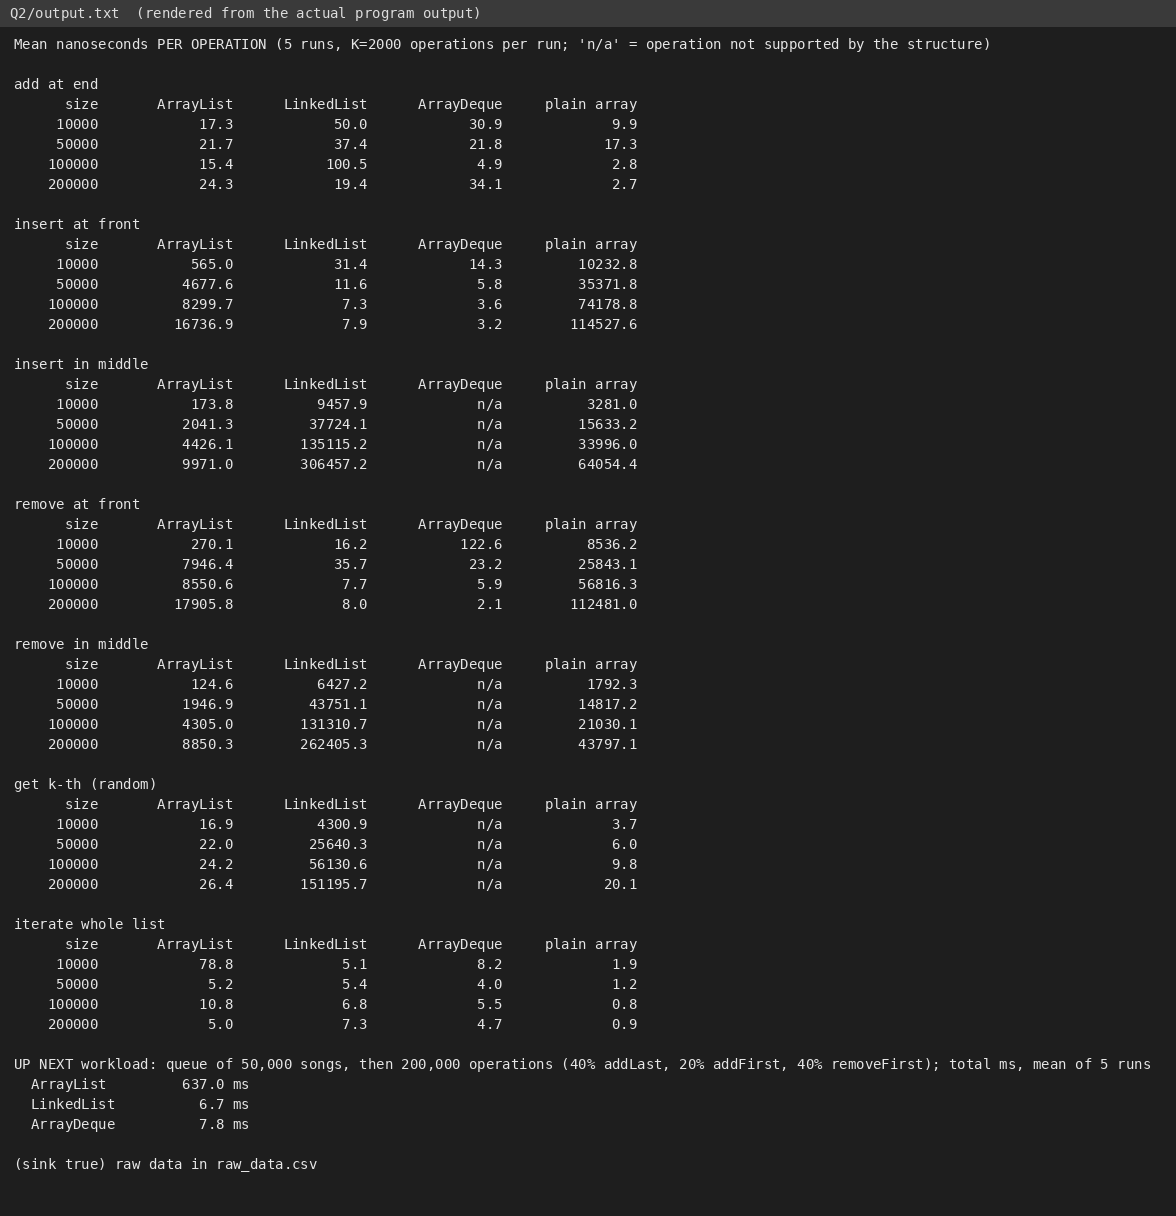 Q2/output.txt  (rendered from the actual program output)
Mean nanoseconds PER OPERATION (5 runs, K=2000 operations per run; 'n/a' = operation not supported by the structure)
add at end
size ArrayList LinkedList ArrayDeque plain array
10000 17.3 50.0 30.9 9.9
50000 21.7 37.4 21.8 17.3
100000 15.4 100.5 4.9 2.8
200000 24.3 19.4 34.1 2.7
insert at front
size ArrayList LinkedList ArrayDeque plain array
10000 565.0 31.4 14.3 10232.8
50000 4677.6 11.6 5.8 35371.8
100000 8299.7 7.3 3.6 74178.8
200000 16736.9 7.9 3.2 114527.6
insert in middle
size ArrayList LinkedList ArrayDeque plain array
10000 173.8 9457.9 n/a 3281.0
50000 2041.3 37724.1 n/a 15633.2
100000 4426.1 135115.2 n/a 33996.0
200000 9971.0 306457.2 n/a 64054.4
remove at front
size ArrayList LinkedList ArrayDeque plain array
10000 270.1 16.2 122.6 8536.2
50000 7946.4 35.7 23.2 25843.1
100000 8550.6 7.7 5.9 56816.3
200000 17905.8 8.0 2.1 112481.0
remove in middle
size ArrayList LinkedList ArrayDeque plain array
10000 124.6 6427.2 n/a 1792.3
50000 1946.9 43751.1 n/a 14817.2
100000 4305.0 131310.7 n/a 21030.1
200000 8850.3 262405.3 n/a 43797.1
get k-th (random)
size ArrayList LinkedList ArrayDeque plain array
10000 16.9 4300.9 n/a 3.7
50000 22.0 25640.3 n/a 6.0
100000 24.2 56130.6 n/a 9.8
200000 26.4 151195.7 n/a 20.1
iterate whole list
size ArrayList LinkedList ArrayDeque plain array
10000 78.8 5.1 8.2 1.9
50000 5.2 5.4 4.0 1.2
100000 10.8 6.8 5.5 0.8
200000 5.0 7.3 4.7 0.9
UP NEXT workload: queue of 50,000 songs, then 200,000 operations (40% addLast, 20% addFirst, 40% removeFirst); total ms, mean of 5 runs
ArrayList 637.0 ms
LinkedList 6.7 ms
ArrayDeque 7.8 ms
(sink true) raw data in raw_data.csv